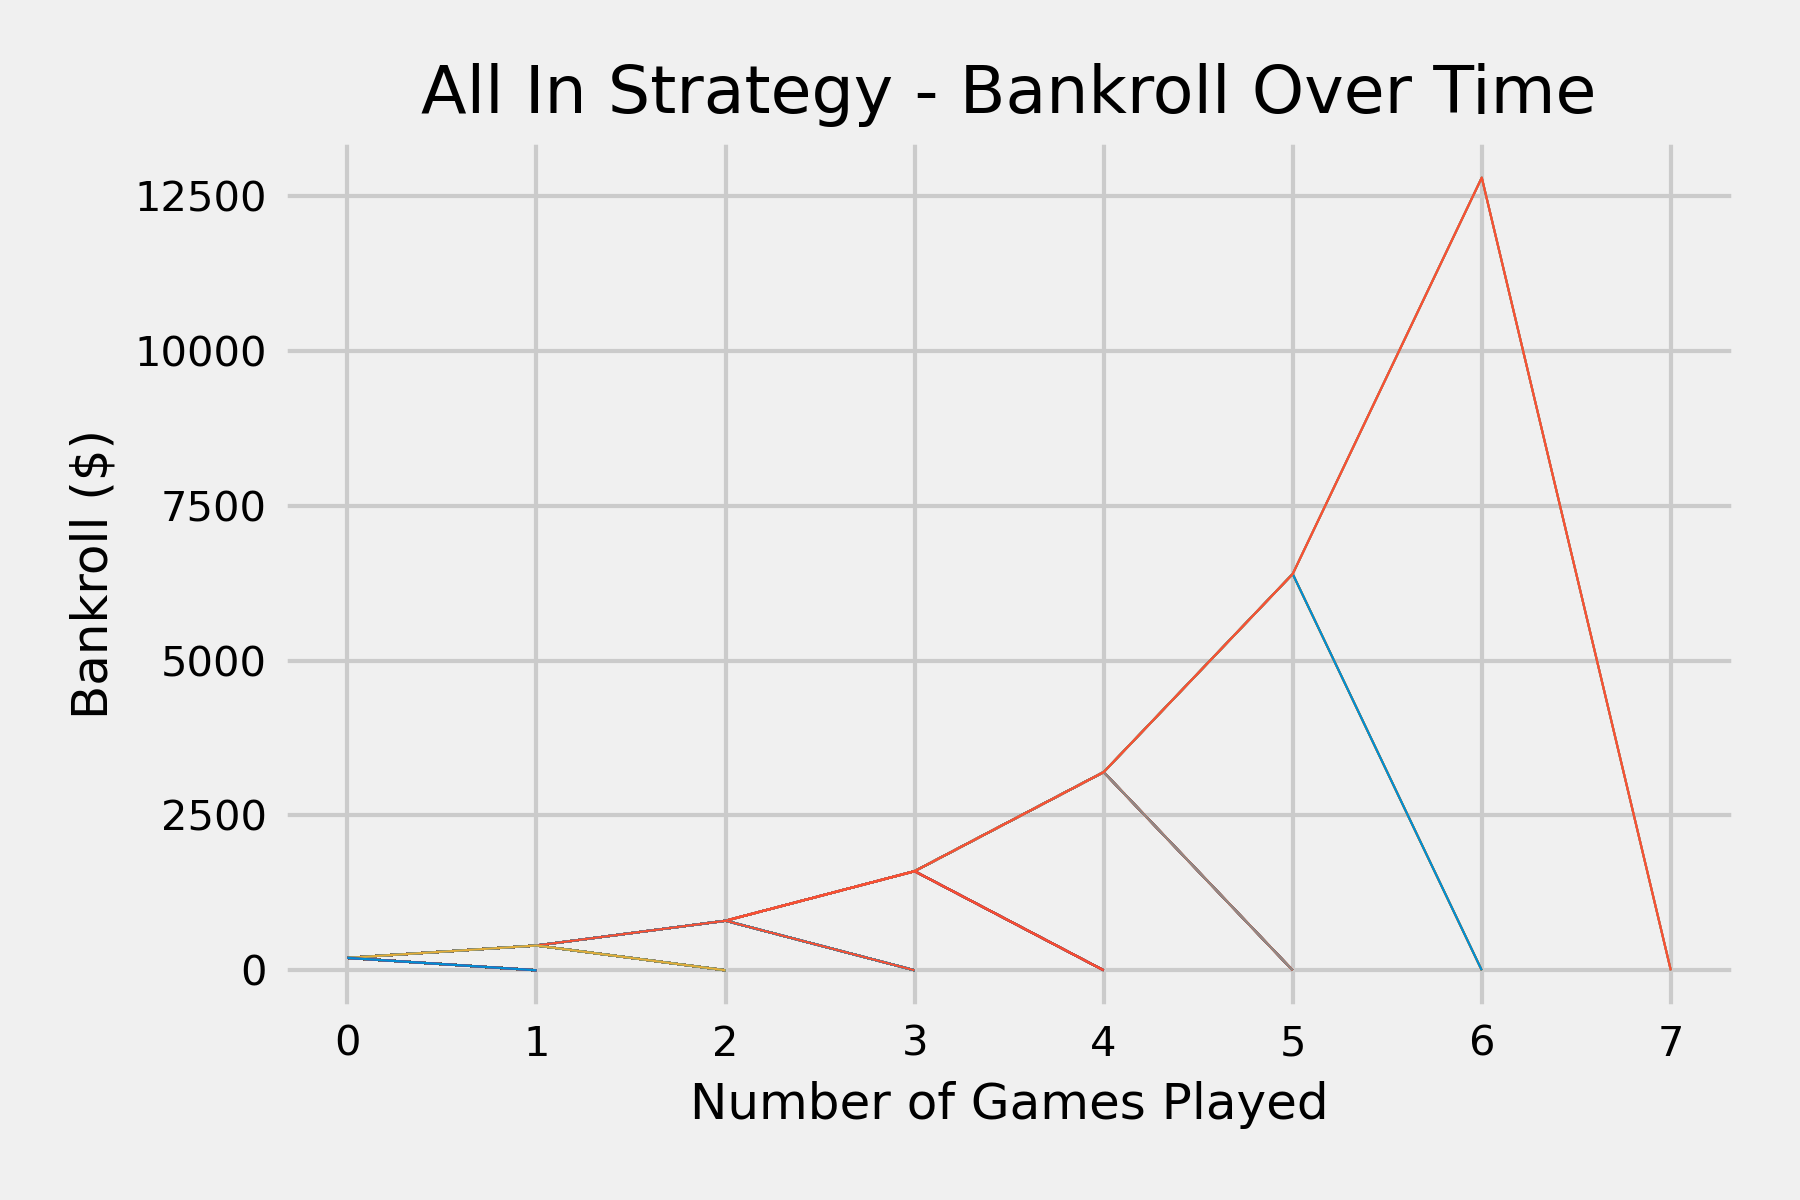 All In Strategy - Bankroll Over Time
12500
10000
7500
5000
2500
0
Bankroll ($)
0 1 2 3 4 5 6 7
Number of Games Played